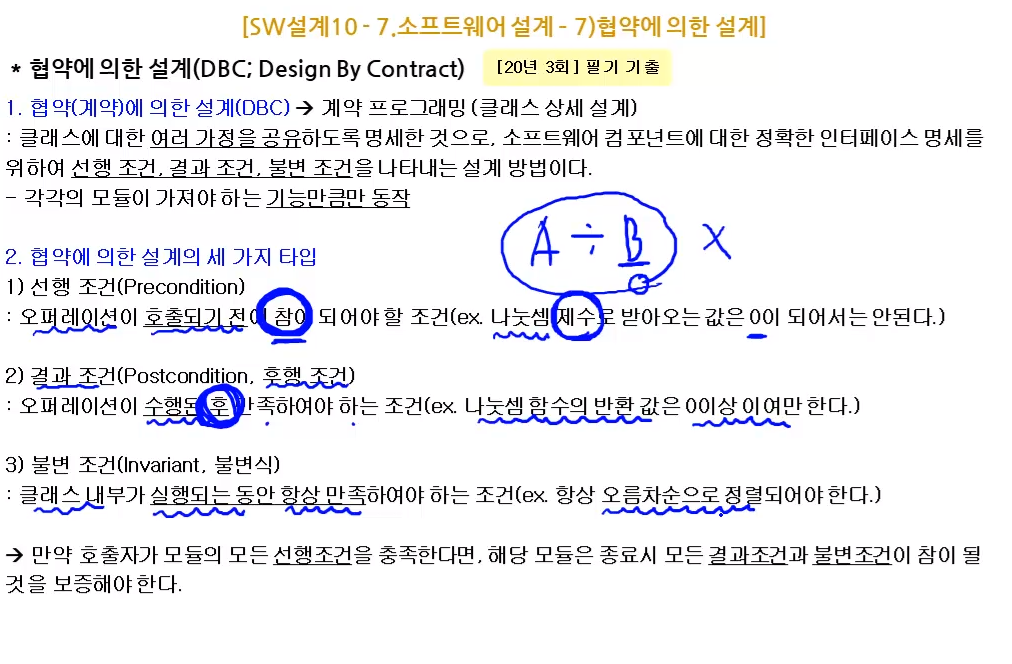 [SW설계10 - 7.소프트웨어 설계 - 7)협약에 의한 설계]
* 협약에 의한 설계(DBC; Design By Contract) [20년 3회] 필기 기출
1. 협약(계약)에 의한 설계(DBC) → 계약 프로그래밍 (클래스 상세 설계)
: 클래스에 대한 여러 가정을 공유하도록 명세한 것으로, 소프트웨어 컴포넌트에 대한 정확한 인터페이스 명세를
위하여 선행 조건, 결과 조건, 불변 조건을 나타내는 설계 방법이다.
- 각각의 모듈이 가져야 하는 기능만큼만 동작
A ÷ B X
2. 협약에 의한 설계의 세 가지 타입
1) 선행 조건(Precondition)
: 오퍼레이션이 호출되기 전에 참이 되어야 할 조건(ex. 나눗셈 제수로 받아오는 값은 0이 되어서는 안된다.)
2) 결과 조건(Postcondition, 후행 조건)
: 오퍼레이션이 수행된 후 만족하여야 하는 조건(ex. 나눗셈 함수의 반환 값은 0이상 이여만 한다.)
3) 불변 조건(Invariant, 불변식)
: 클래스 내부가 실행되는 동안 항상 만족하여야 하는 조건(ex. 항상 오름차순으로 정렬되어야 한다.)
→ 만약 호출자가 모듈의 모든 선행조건을 충족한다면, 해당 모듈은 종료시 모든 결과조건과 불변조건이 참이 될
것을 보증해야 한다.